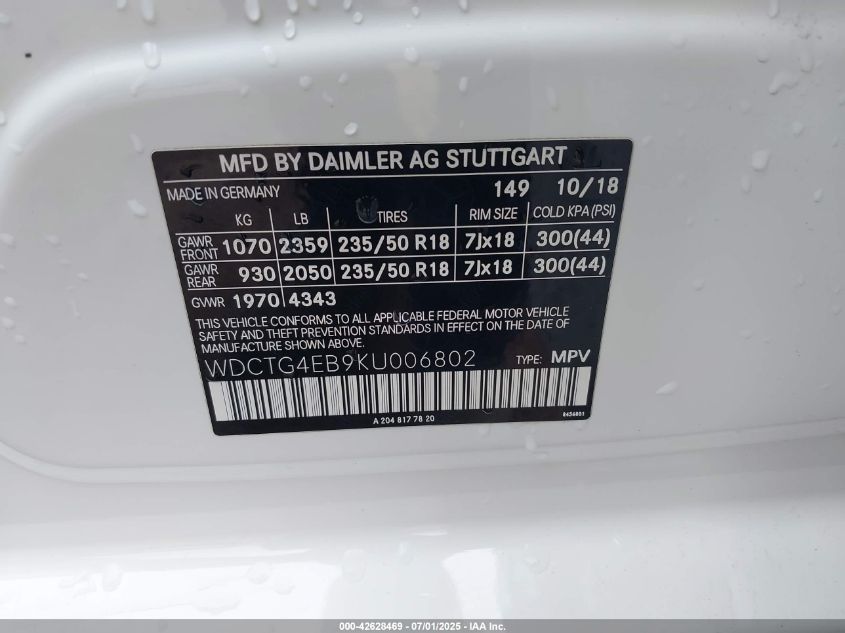 MFD BY DAIMLER AG STUTTGART
MADE IN GERMANY 149 10/18
KG LB TIRES RIM SIZE COLD KPA (PSI)
GAWR FRONT 1070 2359 235/50 R18 7Jx18 300(44)
GAWR REAR 930 2050 235/50 R18 7Jx18 300(44)
GVWR 1970 4343
THIS VEHICLE CONFORMS TO ALL APPLICABLE FEDERAL MOTOR VEHICLE
SAFETY AND THEFT PREVENTION STANDARDS IN EFFECT ON THE DATE OF
MANUFACTURE SHOWN ABOVE.
WDCTG4EB9KU006802 TYPE: MPV
A 204 817 78 20
000-42628469 - 07/01/2025 - IAA Inc.